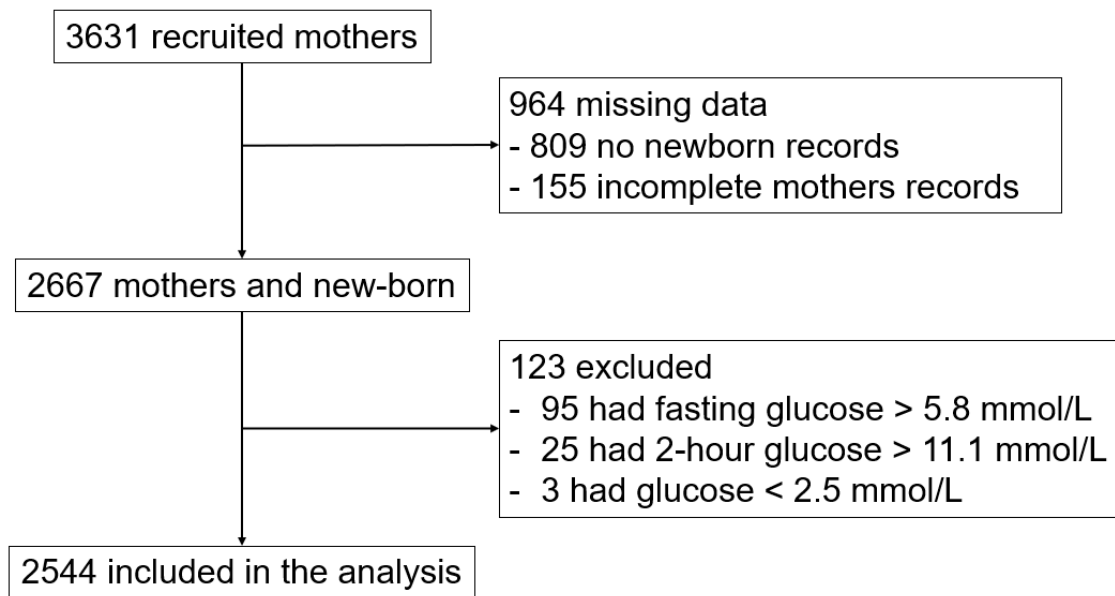 3631 recruited mothers
964 missing data
- 809 no newborn records
- 155 incomplete mothers records
2667 mothers and new-born
123 excluded
- 95 had fasting glucose > 5.8 mmol/L
- 25 had 2-hour glucose > 11.1 mmol/L
- 3 had glucose < 2.5 mmol/L
2544 included in the analysis